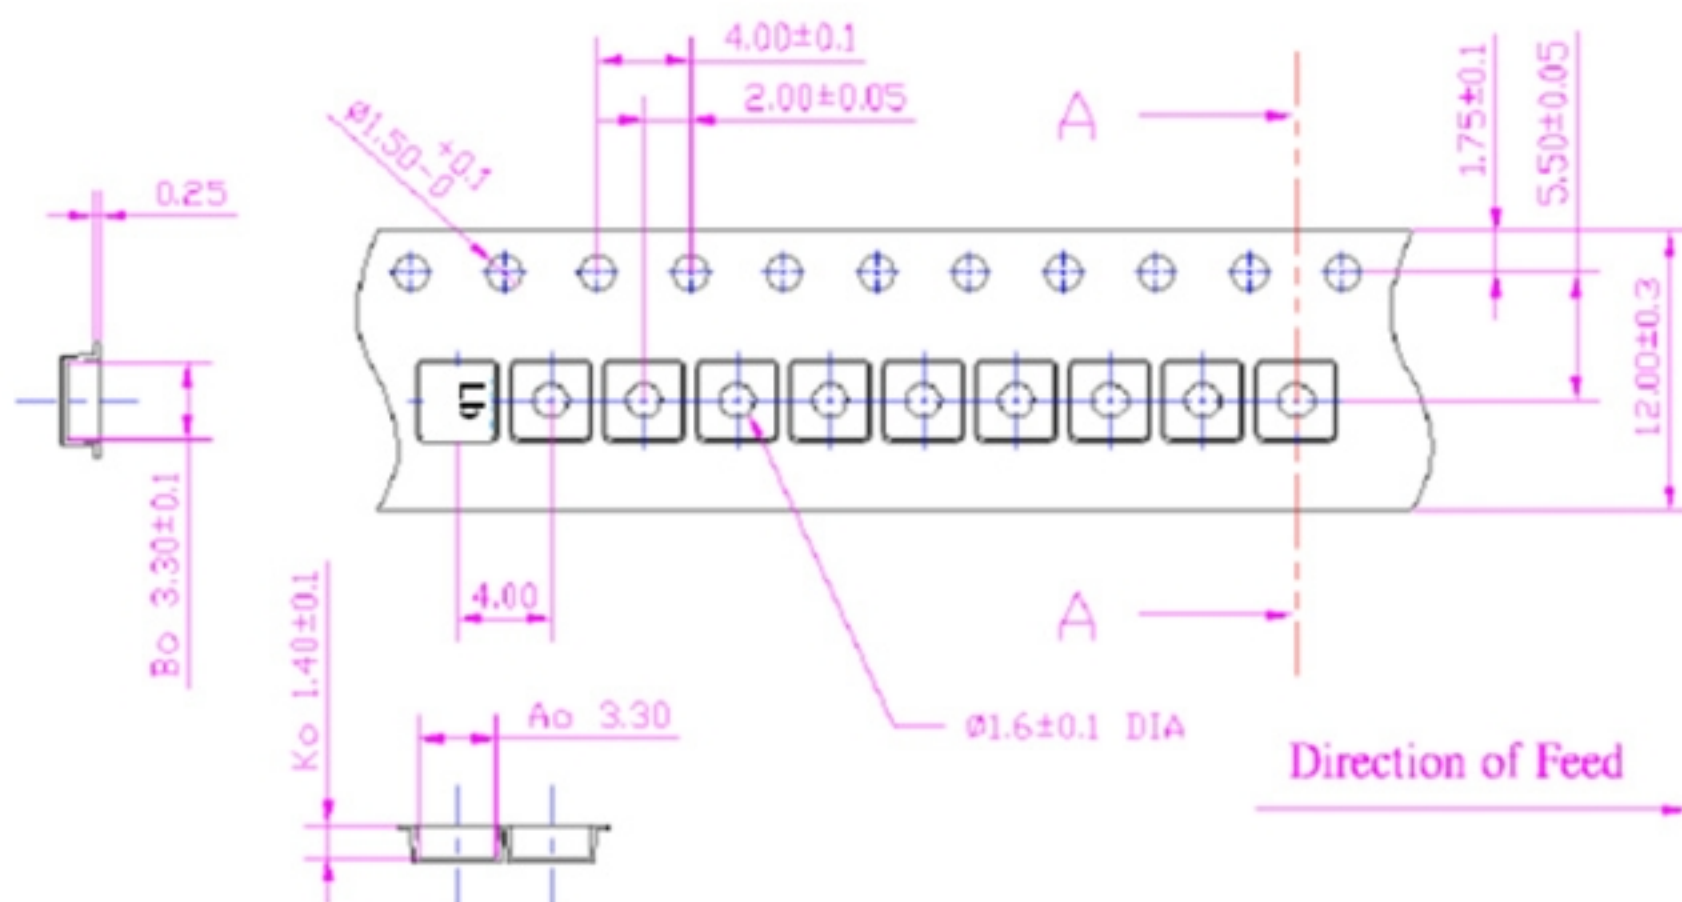 4.00±0.1
2.00±0.05
Ø1.50 +0.1
-0
A
1.75±0.1
5.50±0.05
0.25
12.00±0.3
Lb
Bo 3.30±0.1
4.00
A
Ko 1.40±0.1
Ao 3.30
Ø1.6±0.1 DIA
Direction of Feed